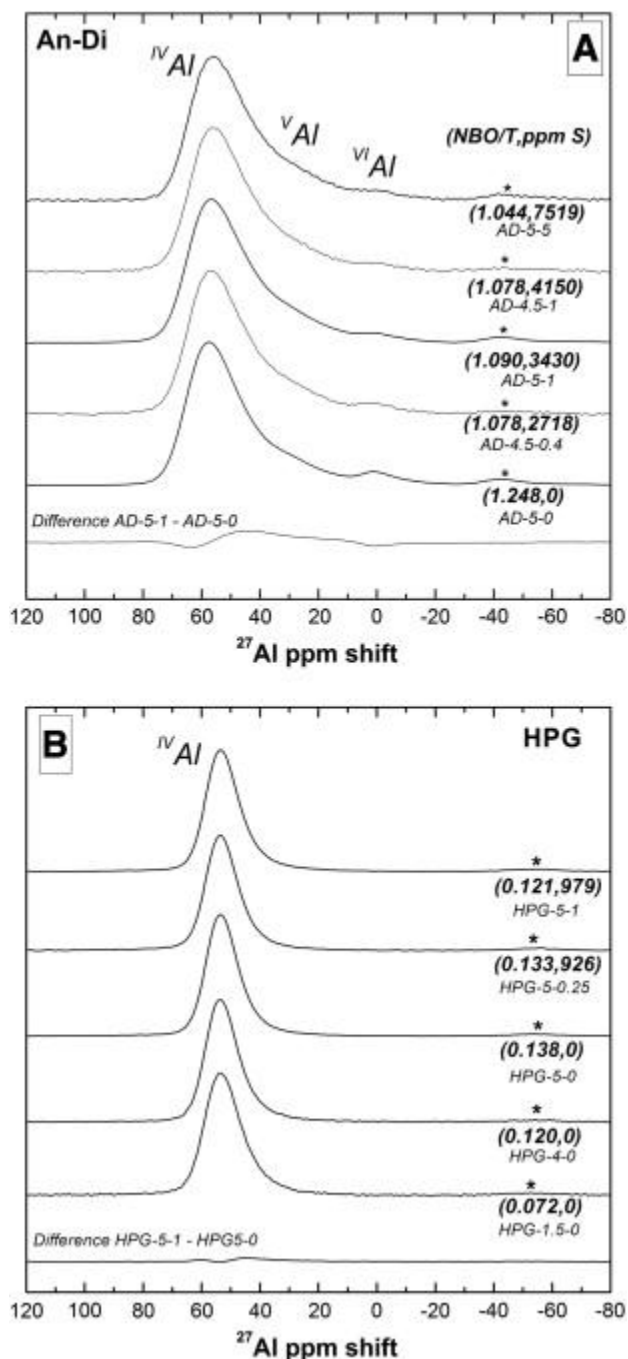 An-Di
A
IVAl
VAl
VIAl
(NBO/T,ppm S)
*
(1.044,7519)
AD-5-5
*
(1.078,4150)
AD-4.5-1
*
(1.090,3430)
AD-5-1
*
(1.078,2718)
AD-4.5-0.4
*
(1.248,0)
AD-5-0
Difference AD-5-1 - AD-5-0
120 100 80 60 40 20 0 -20 -40 -60 -80
27Al ppm shift
B
IVAl
HPG
*
(0.121,979)
HPG-5-1
*
(0.133,926)
HPG-5-0.25
*
(0.138,0)
HPG-5-0
*
(0.120,0)
HPG-4-0
*
(0.072,0)
HPG-1.5-0
Difference HPG-5-1 - HPG5-0
120 100 80 60 40 20 0 -20 -40 -60 -80
27Al ppm shift